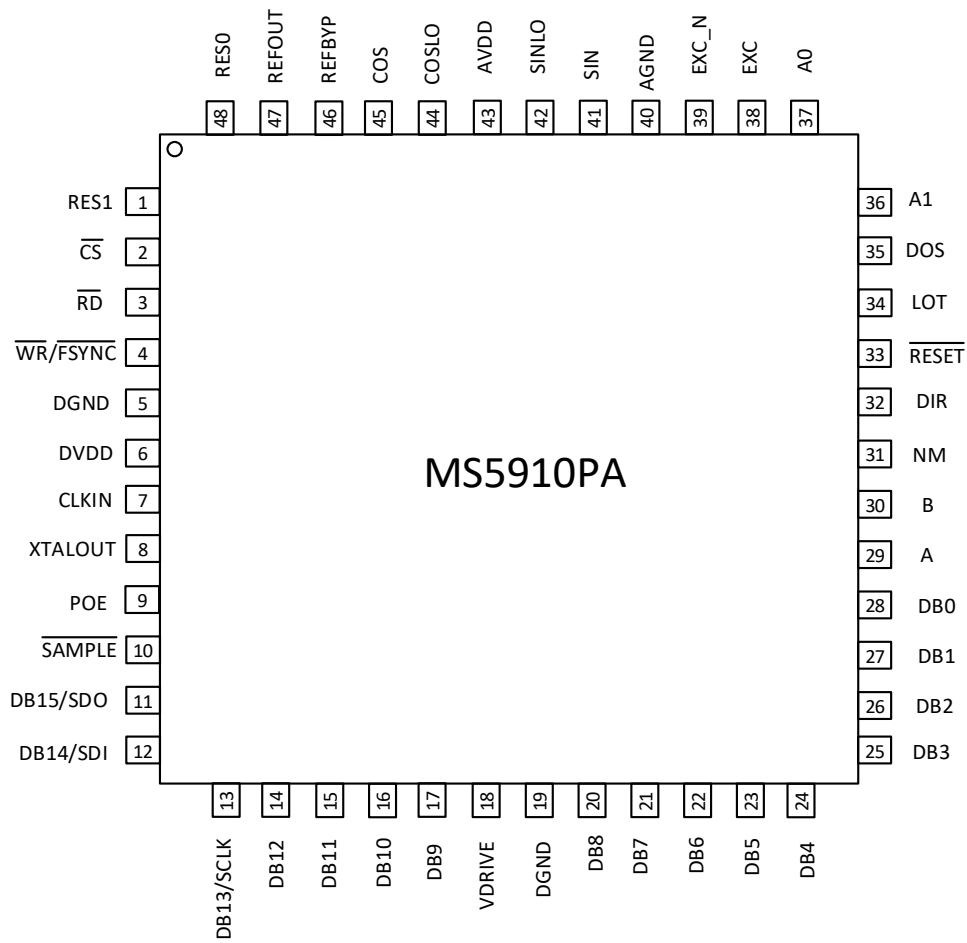 RES0
REFOUT
REFBYP
COS
COSLO
AVDD
SINLO
SIN
AGND
EXC_N
EXC
A0
48
47
46
45
44
43
42
41
40
39
38
37
RES1 1
CS 2
RD 3
WR/FSYNC 4
DGND 5
DVDD 6
CLKIN 7
XTALOUT 8
POE 9
SAMPLE 10
DB15/SDO 11
DB14/SDI 12
MS5910PA
36 A1
35 DOS
34 LOT
33 RESET
32 DIR
31 NM
30 B
29 A
28 DB0
27 DB1
26 DB2
25 DB3
13
14
15
16
17
18
19
20
21
22
23
24
DB13/SCLK
DB12
DB11
DB10
DB9
VDRIVE
DGND
DB8
DB7
DB6
DB5
DB4